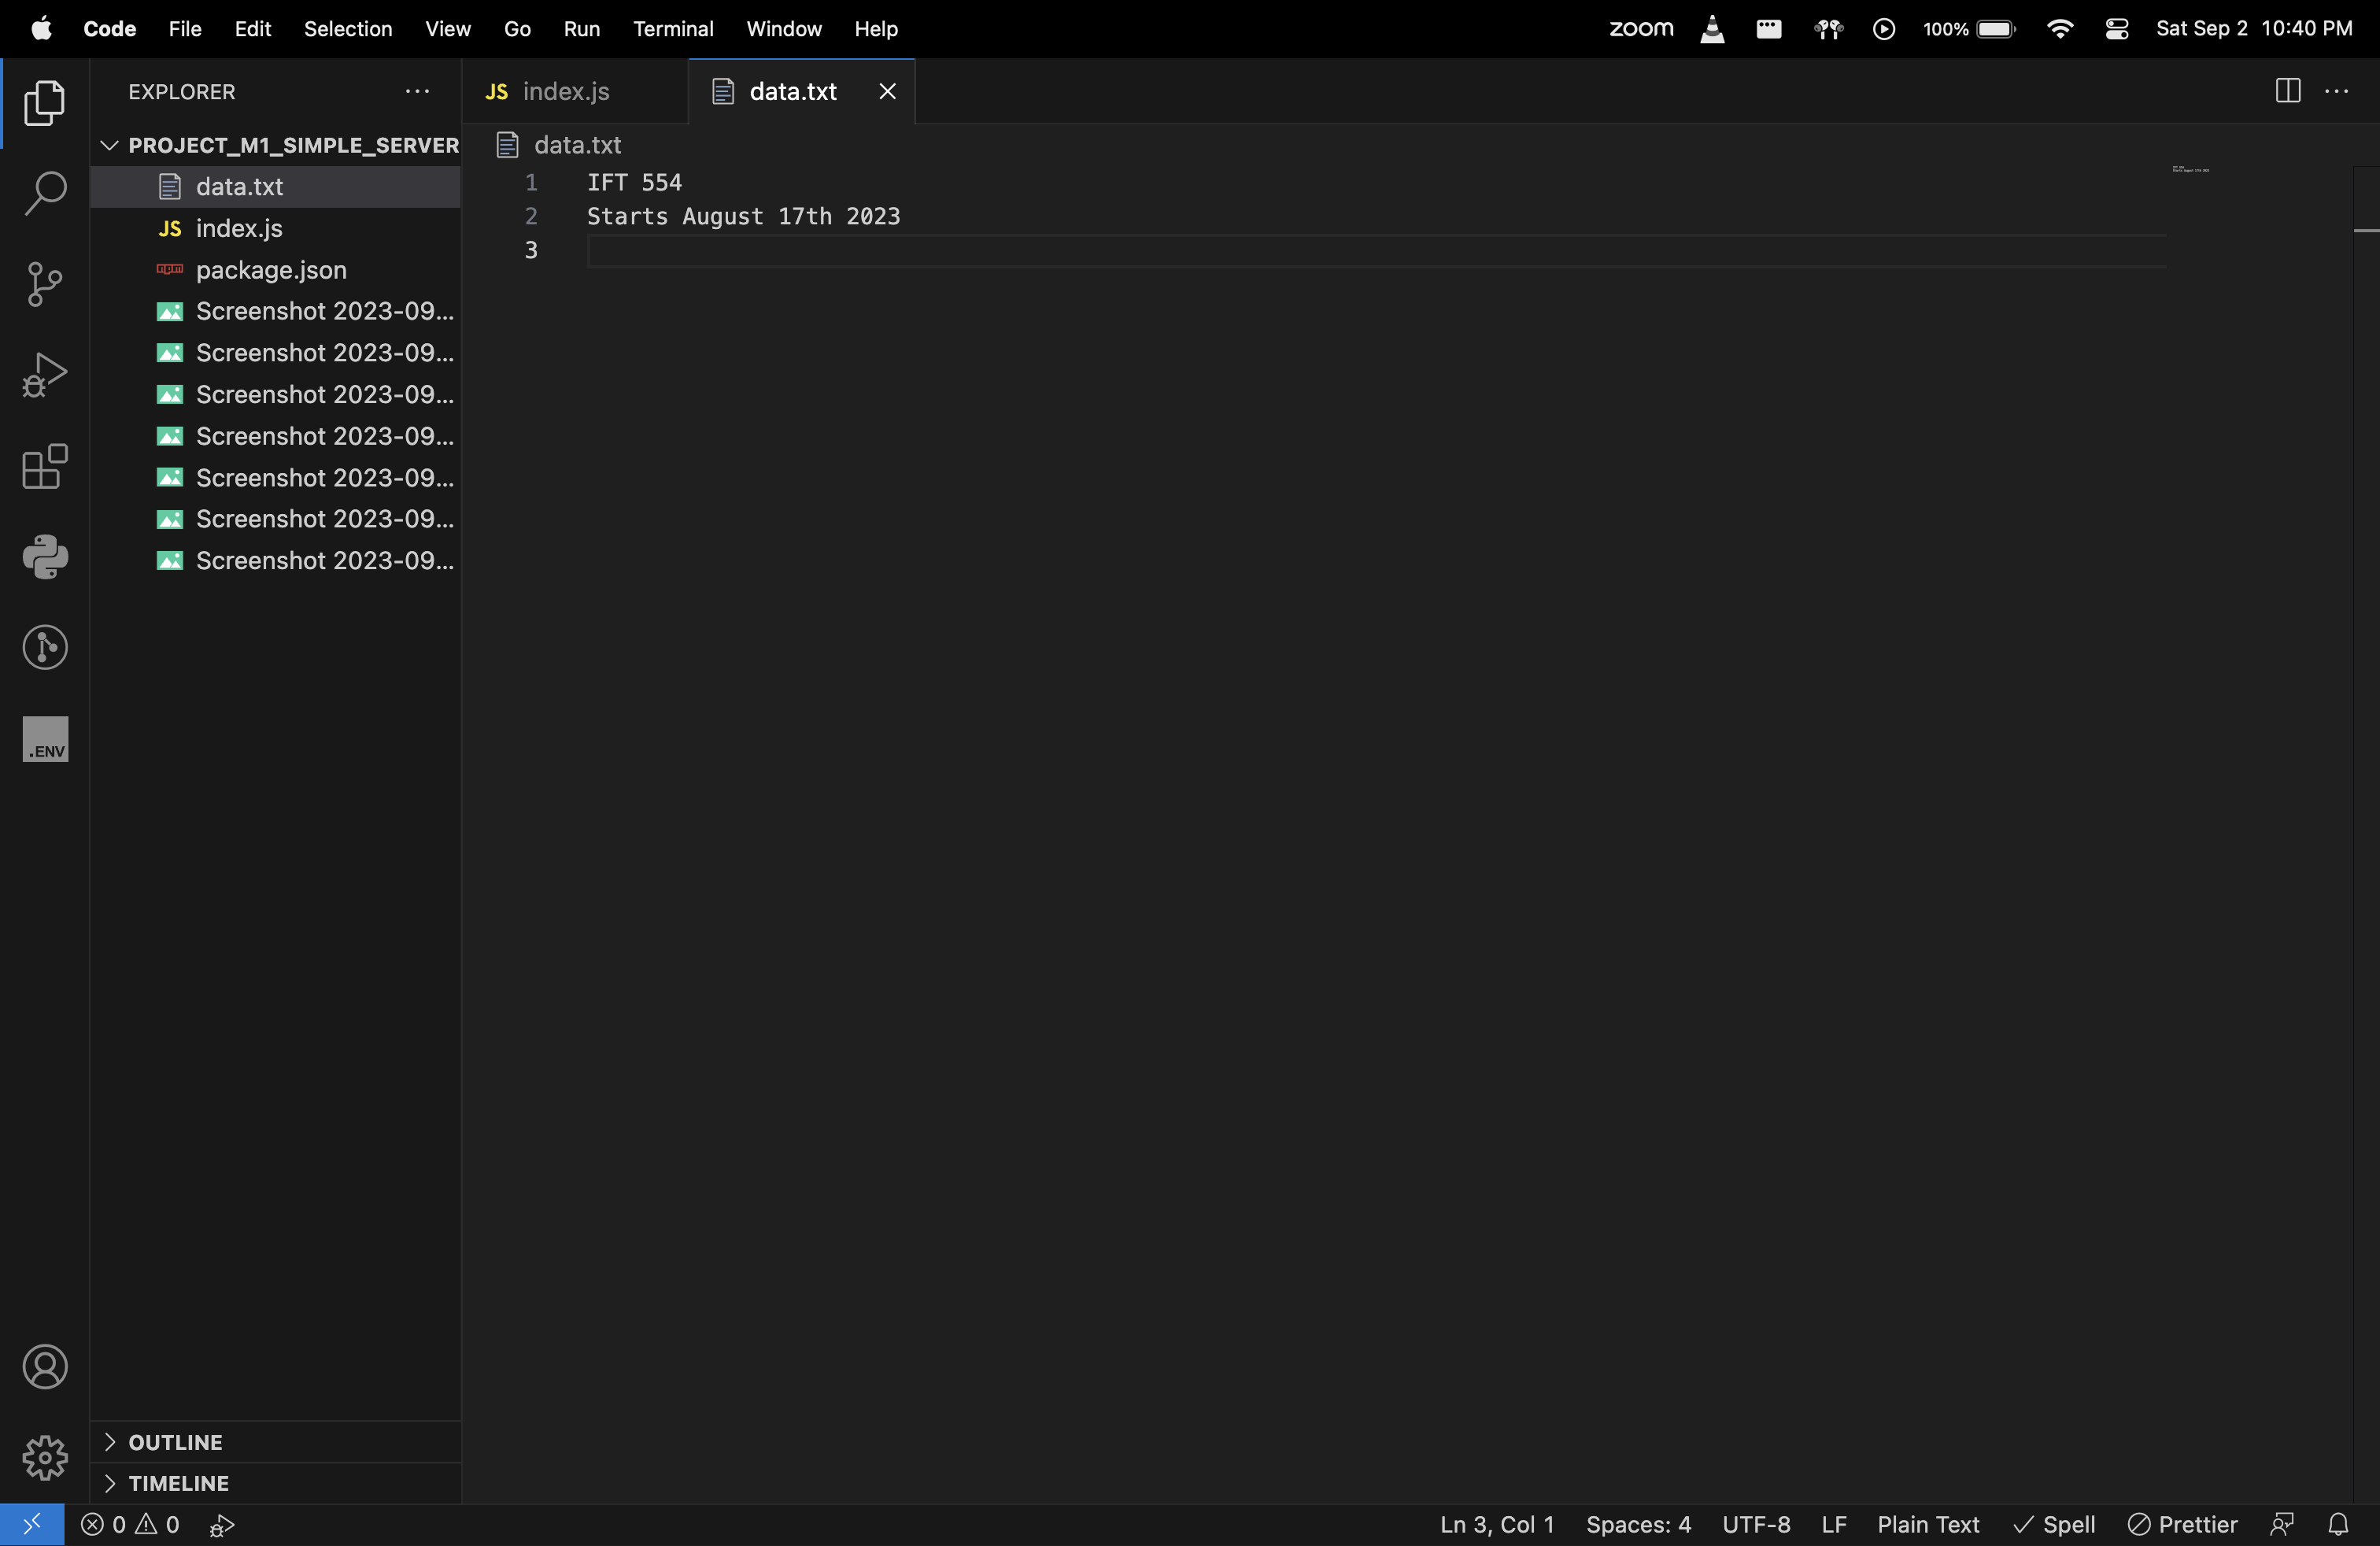 Code File Edit Selection View Go Run Terminal Window Help zoom 100% Sat Sep 2 10:40 PM
EXPLORER
PROJECT_M1_SIMPLE_SERVER
data.txt
JS index.js
package.json
Screenshot 2023-09...
Screenshot 2023-09...
Screenshot 2023-09...
Screenshot 2023-09...
Screenshot 2023-09...
Screenshot 2023-09...
Screenshot 2023-09...
.ENV
OUTLINE
TIMELINE
JS index.js data.txt
data.txt
1 IFT 554
2 Starts August 17th 2023
3
0 0 Ln 3, Col 1 Spaces: 4 UTF-8 LF Plain Text Spell Prettier